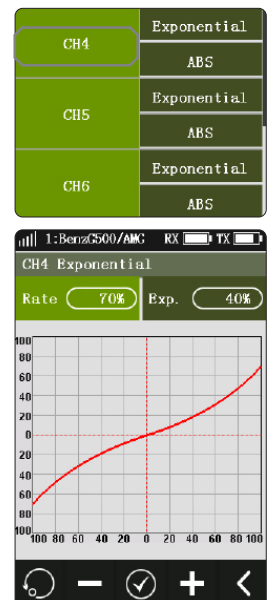 Exponential
CH4
ABS
Exponential
CH5
ABS
Exponential
CH6
ABS
1:BenzG500/AMG RX TX
CH4 Exponential
Rate 70% Exp. 40%
100
80
60
40
20
0
20
40
60
80
100
100 80 60 40 20 0 20 40 60 80 100